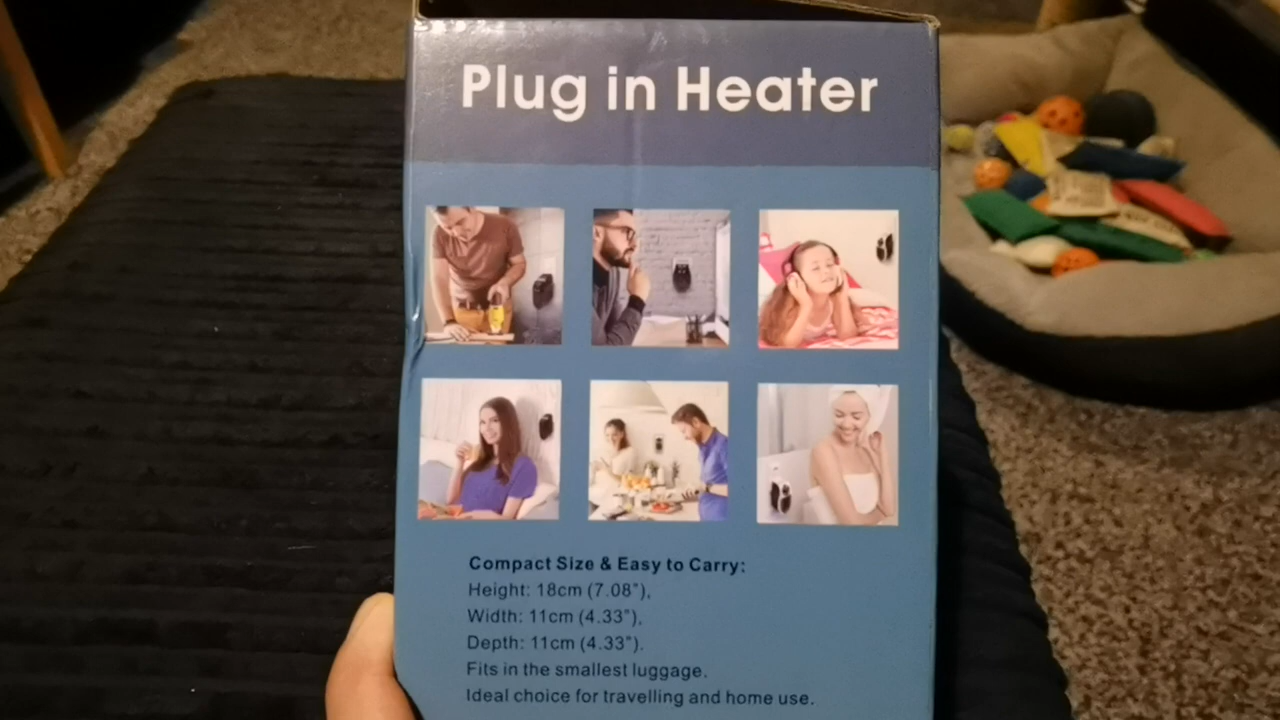 Plug in Heater
Compact Size & Easy to Carry:
Height: 18cm (7.08"),
Width: 11cm (4.33"),
Depth: 11cm (4.33").
Fits in the smallest luggage.
Ideal choice for travelling and home use.